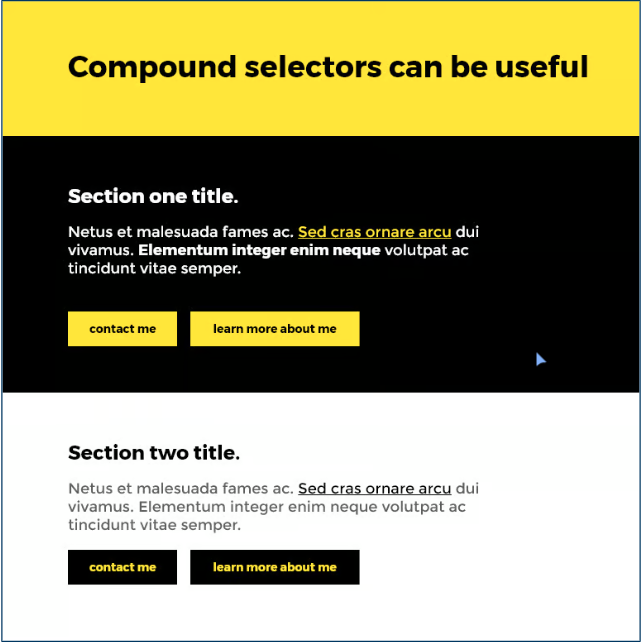 Compound selectors can be useful
Section one title.
Netus et malesuada fames ac. Sed cras ornare arcu dui
vivamus. Elementum integer enim neque volutpat ac
tincidunt vitae semper.
contact me
learn more about me
Section two title.
Netus et malesuada fames ac. Sed cras ornare arcu dui
vivamus. Elementum integer enim neque volutpat ac
tincidunt vitae semper.
contact me
learn more about me